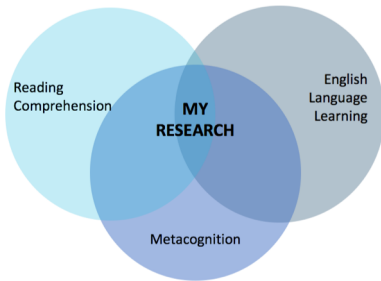 Reading
Comprehension
MY
RESEARCH
English
Language
Learning
Metacognition